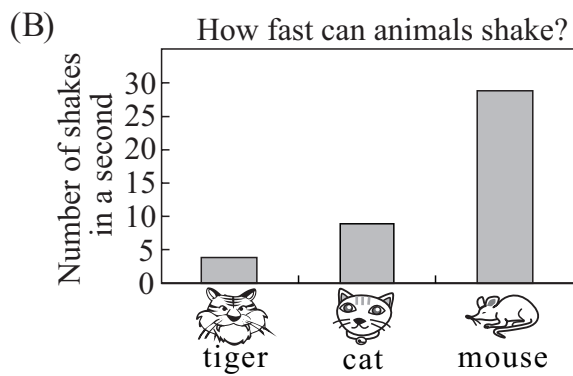 (B)
How fast can animals shake?
Number of shakes
in a second
30
25
20
15
10
5
0
tiger
cat
mouse